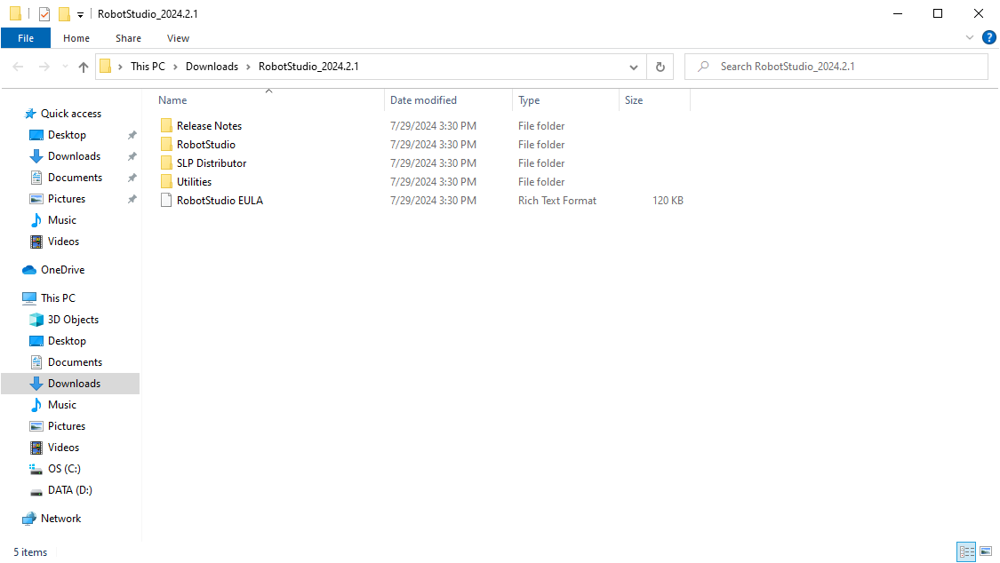 RobotStudio_2024.2.1
File Home Share View
This PC Downloads RobotStudio_2024.2.1
Search RobotStudio_2024.2.1
Quick access
Desktop
Downloads
Documents
Pictures
Music
Videos
OneDrive
This PC
3D Objects
Desktop
Documents
Downloads
Music
Pictures
Videos
OS (C:)
DATA (D:)
Network
Name Date modified Type Size
Release Notes 7/29/2024 3:30 PM File folder
RobotStudio 7/29/2024 3:30 PM File folder
SLP Distributor 7/29/2024 3:30 PM File folder
Utilities 7/29/2024 3:30 PM File folder
RobotStudio EULA 7/29/2024 3:30 PM Rich Text Format 120 KB
5 items